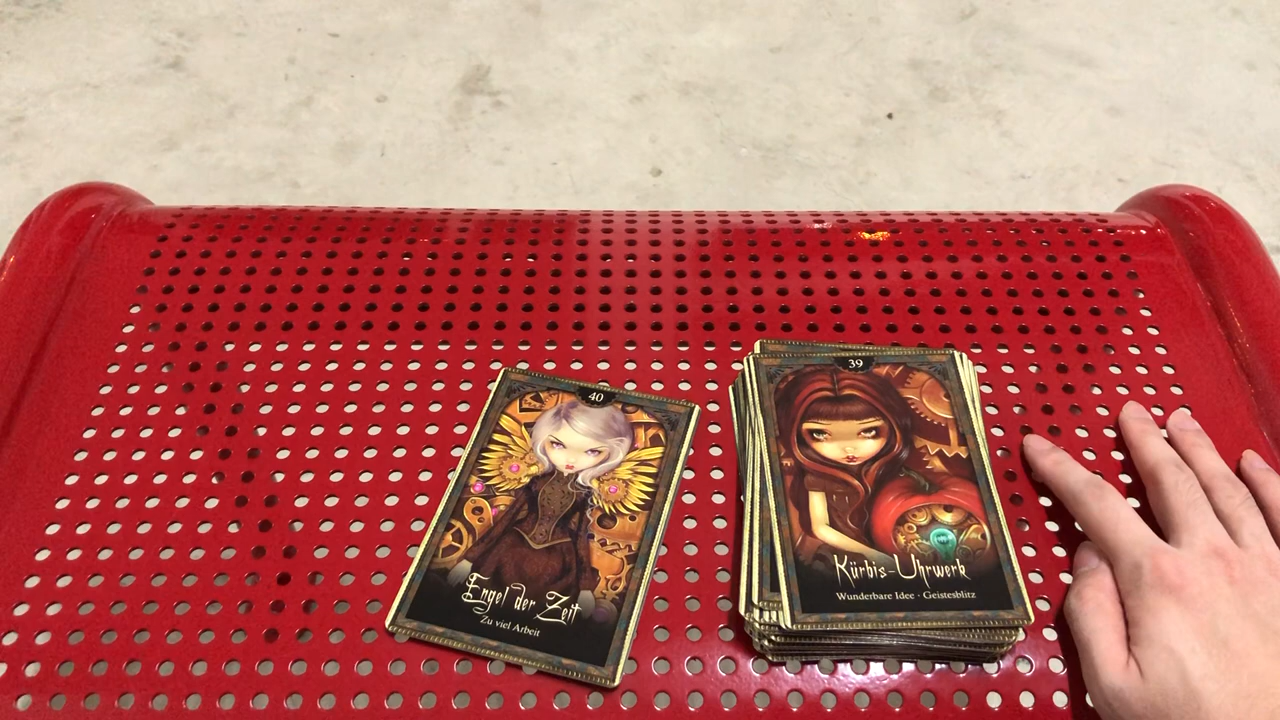 40
Engel der Zeit
Zu viel Arbeit
39
Kürbis-Uhrwerk
Wunderbare Idee · Geistesblitz